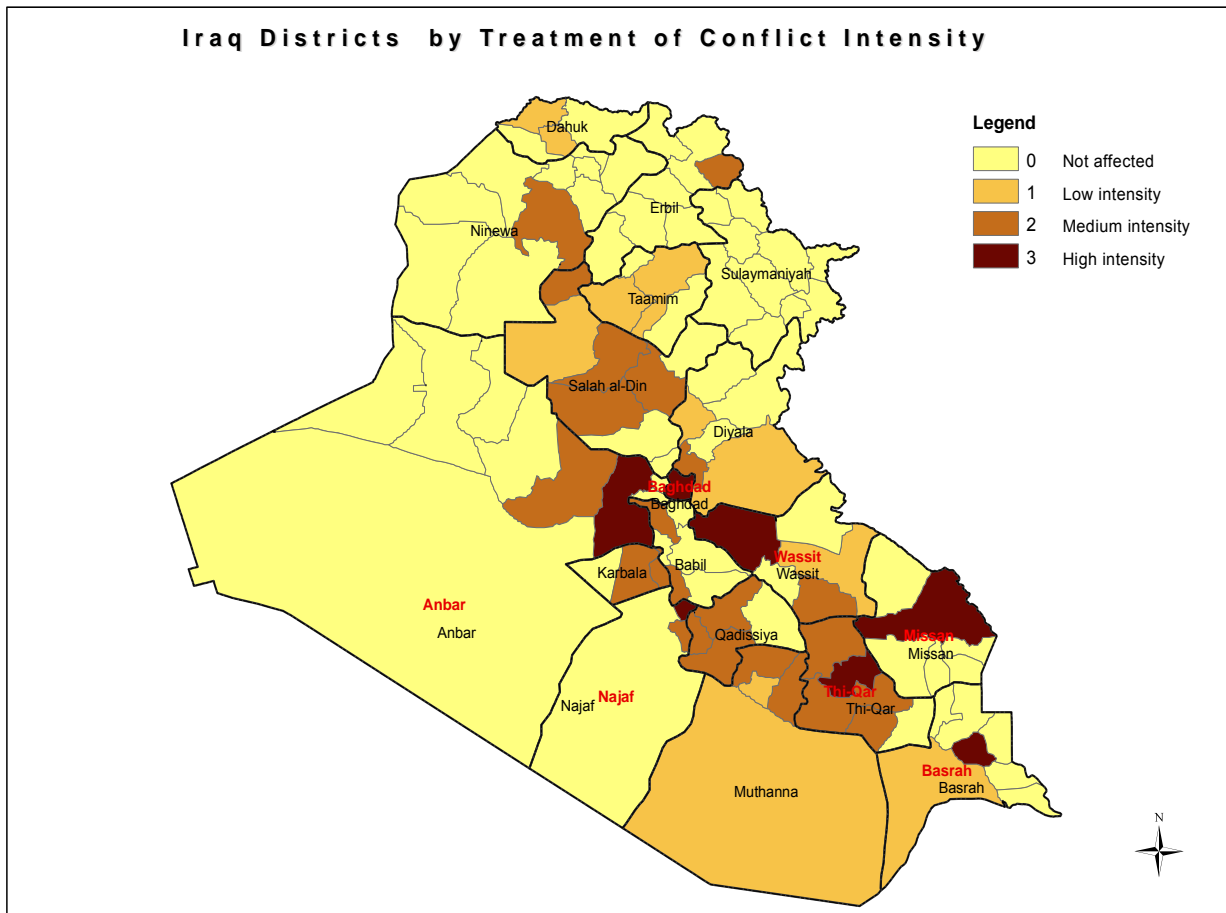 Iraq Districts by Treatment of Conflict Intensity
Legend
0 Not affected
1 Low intensity
2 Medium intensity
3 High intensity
Dahuk
Erbil
Ninewa
Sulaymaniyah
Taamim
Salah al-Din
Diyala
Baghdad
Baghdad
Wassit
Wassit
Babil
Karbala
Anbar
Anbar
Qadissiya
Missan
Missan
Thi-Qar
Thi-Qar
Najaf
Najaf
Basrah
Basrah
Muthanna
N